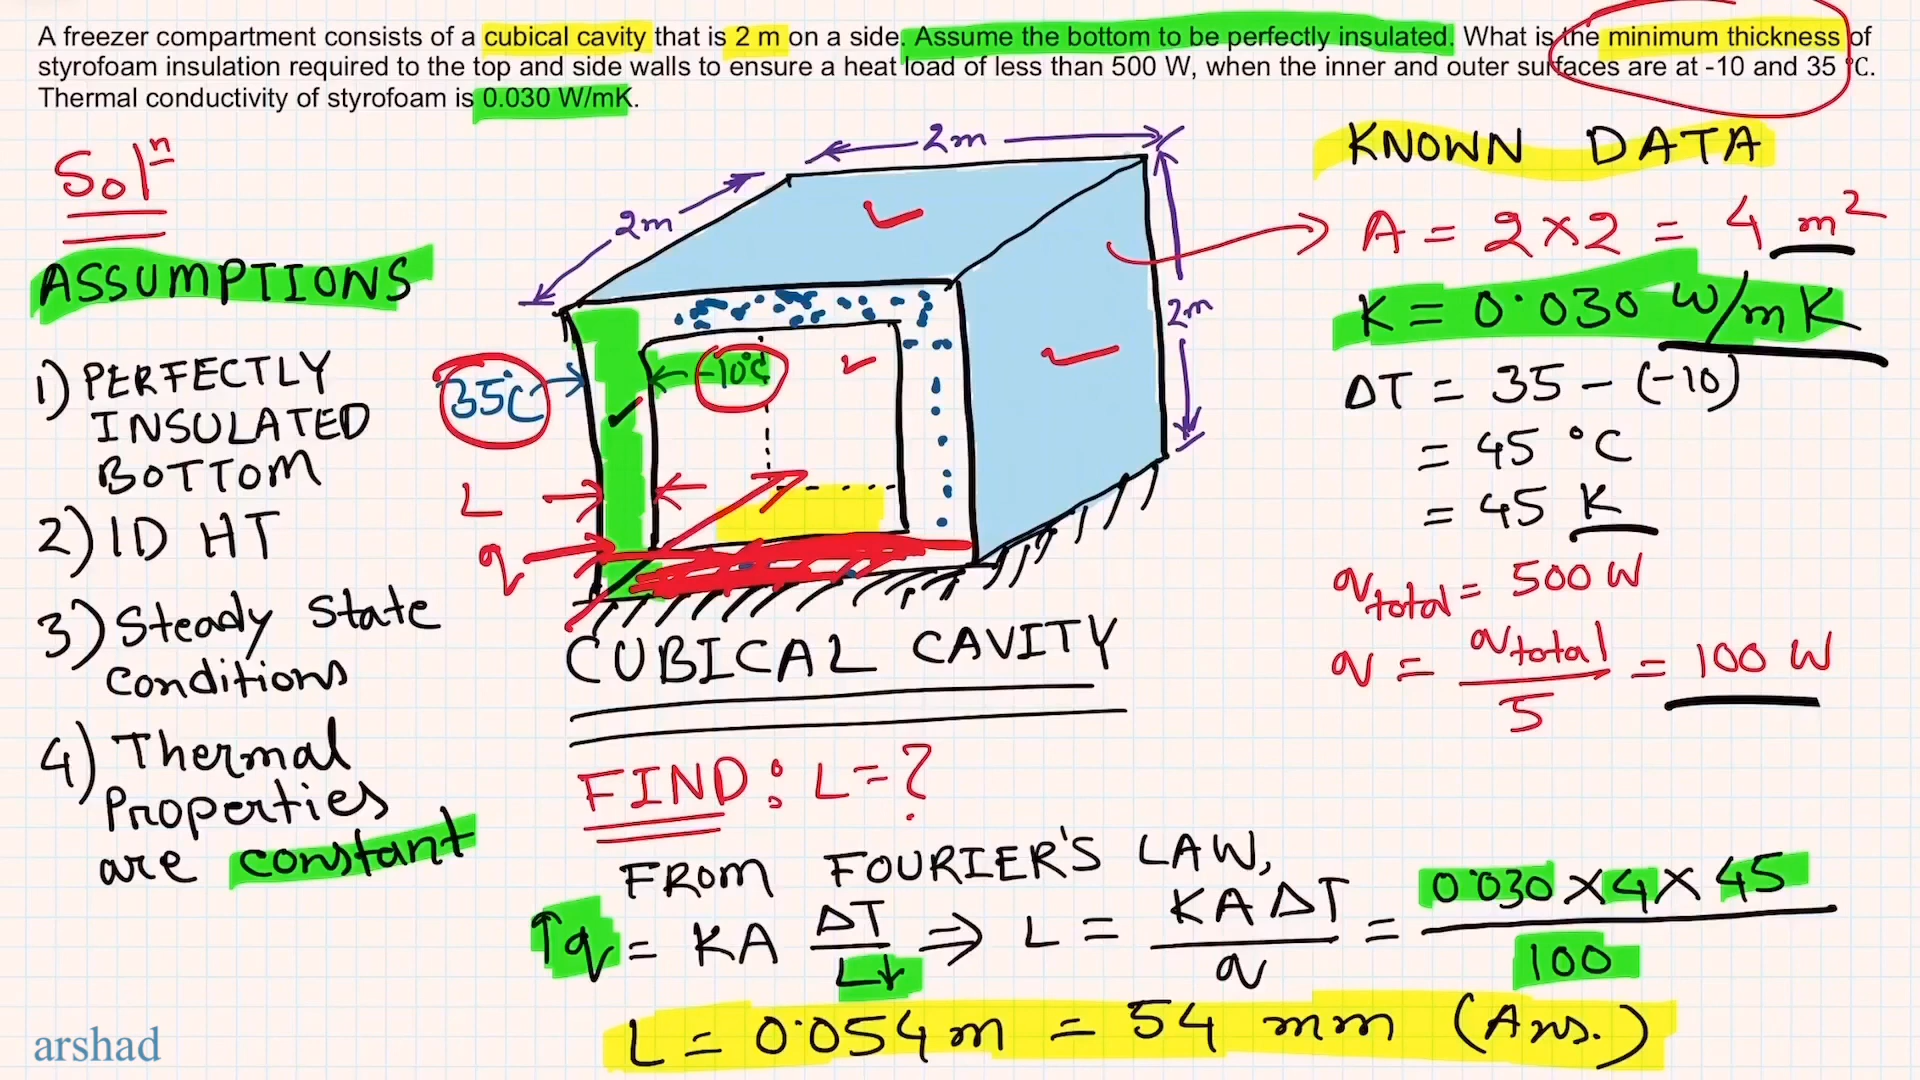 A freezer compartment consists of a cubical cavity that is 2 m on a side. Assume the bottom to be perfectly insulated. What is the minimum thickness of
styrofoam insulation required to the top and side walls to ensure a heat load of less than 500 W, when the inner and outer surfaces are at -10 and 35 °C.
Thermal conductivity of styrofoam is 0.030 W/mK.
Solⁿ
ASSUMPTIONS
1) PERFECTLY
INSULATED
BOTTOM
2) 1D HT
3) Steady State
Conditions
4) Thermal
Properties
are constant
2m
2m
2m
35°C
-10°C
L
q
CUBICAL CAVITY
FIND: L=?
KNOWN DATA
A = 2×2 = 4 m²
K = 0.030 W/mK
ΔT = 35 - (-10)
= 45 °C
= 45 K
q total = 500 W
q = q total / 5 = 100 W
FROM FOURIER'S LAW,
↑q = KA ΔT / L↓ ⇒ L = KAΔT / q = 0.030 × 4 × 45 / 100
L = 0.054 m = 54 mm (Ans.)
arshad